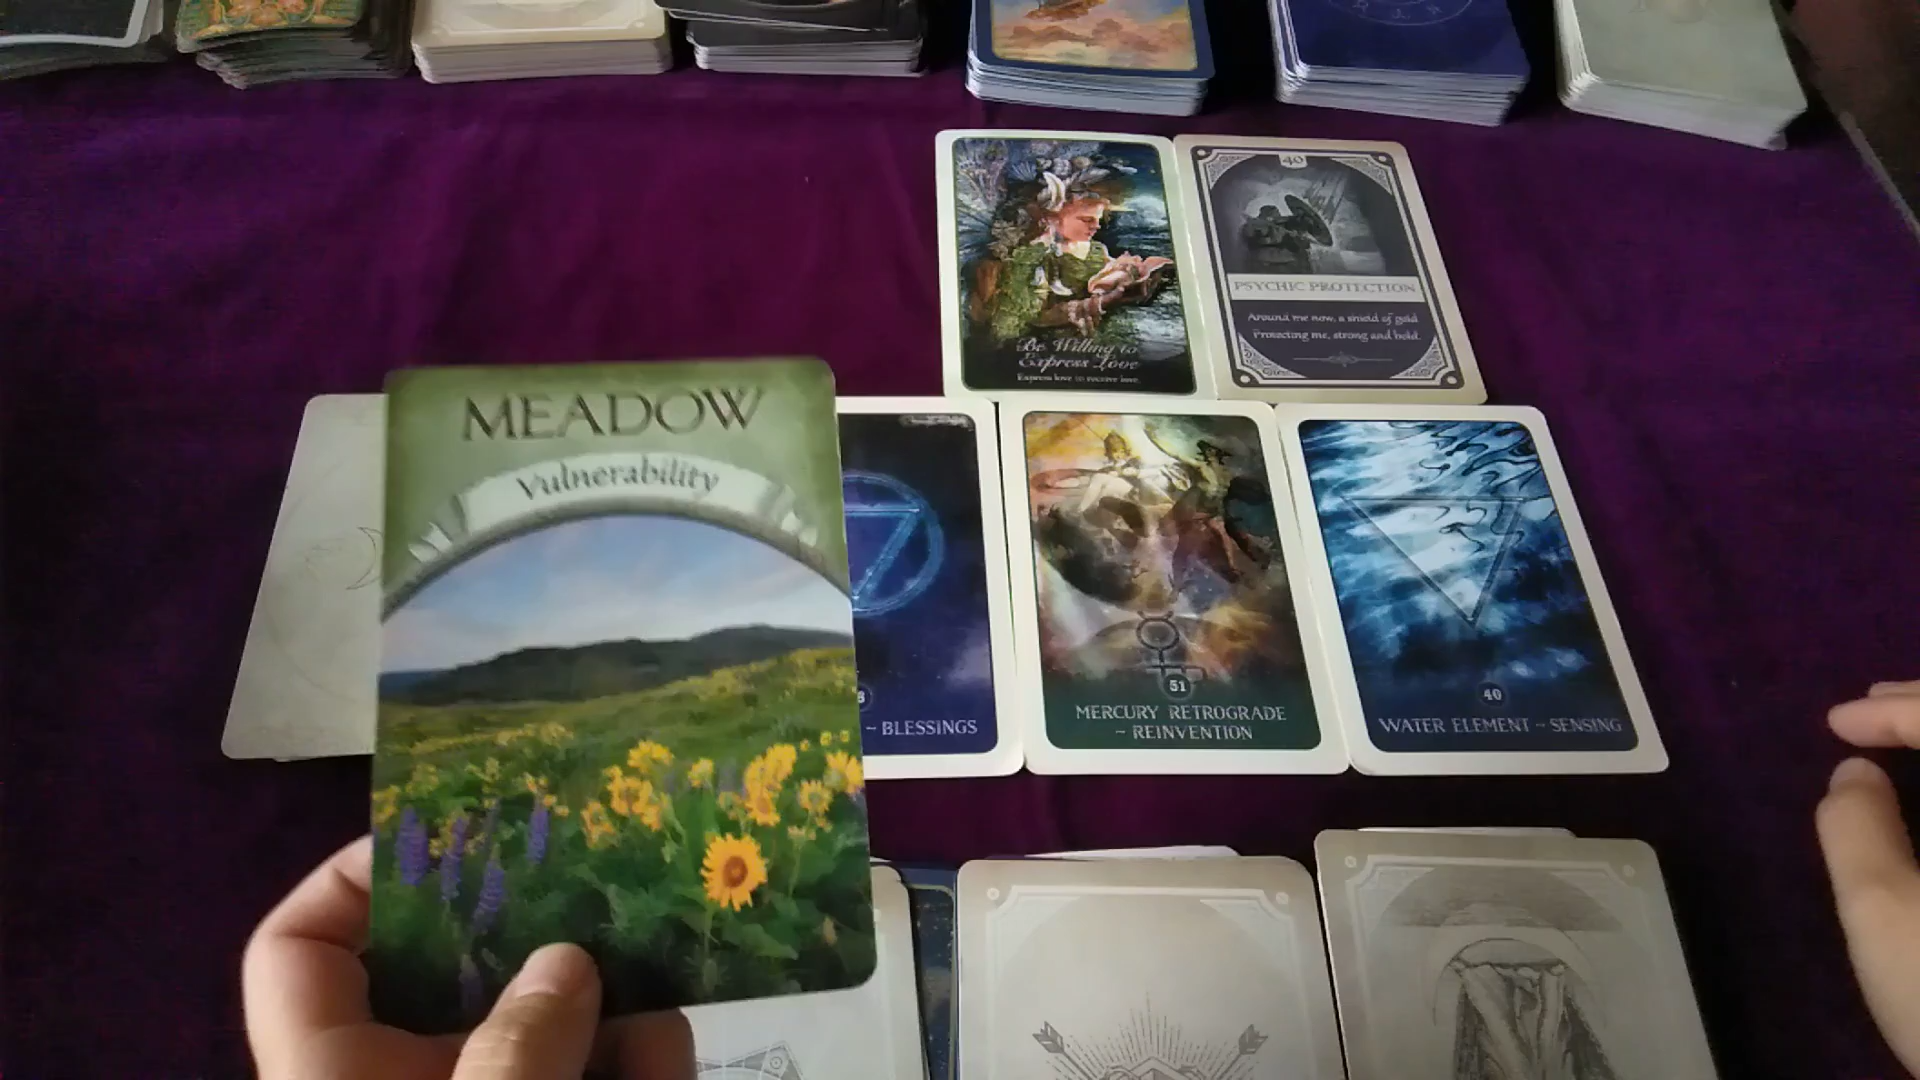 Be Willing to
Express Love
Express love to receive love.
40
PSYCHIC PROTECTION
Around me now, a shield of gold
Protecting me, strong and bold.
MEADOW
Vulnerability
~ BLESSINGS
51
MERCURY RETROGRADE
~ REINVENTION
40
WATER ELEMENT ~ SENSING